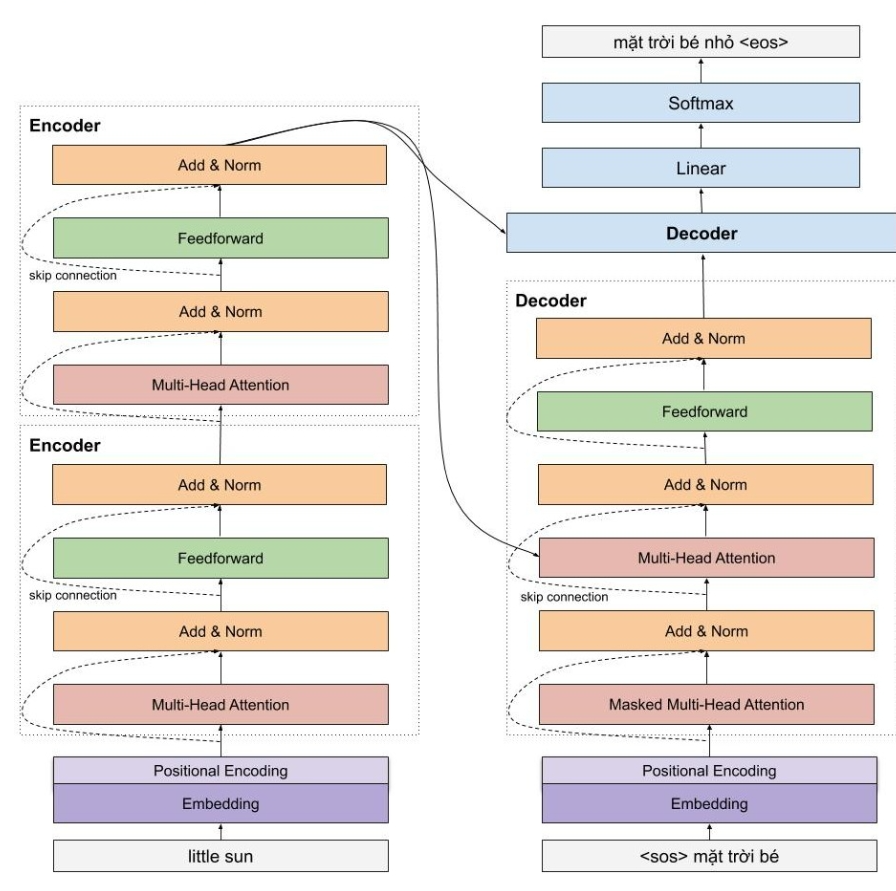 Encoder
Add & Norm
Feedforward
skip connection
Add & Norm
Multi-Head Attention
Encoder
Add & Norm
Feedforward
skip connection
Add & Norm
Multi-Head Attention
Positional Encoding
Embedding
little sun
mặt trời bé nhỏ <eos>
Softmax
Linear
Decoder
Decoder
Add & Norm
Feedforward
Add & Norm
Multi-Head Attention
skip connection
Add & Norm
Masked Multi-Head Attention
Positional Encoding
Embedding
<sos> mặt trời bé